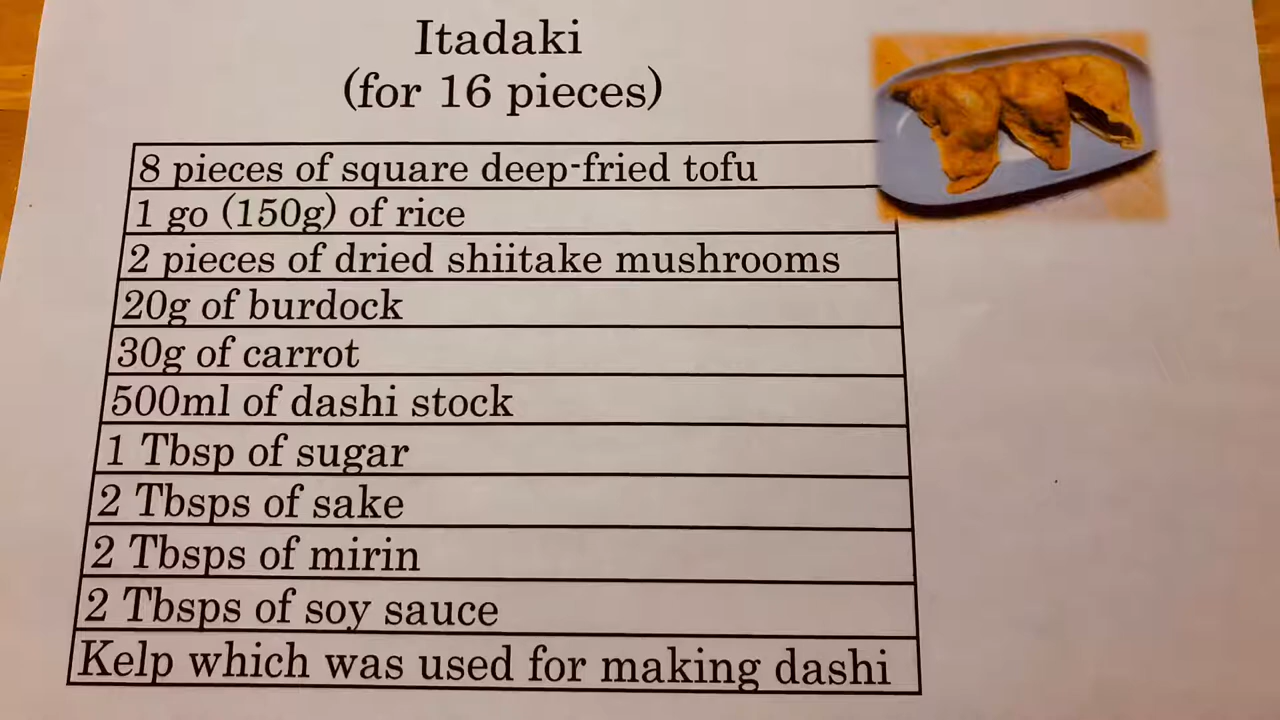 Itadaki
(for 16 pieces)
8 pieces of square deep-fried tofu
1 go (150g) of rice
2 pieces of dried shiitake mushrooms
20g of burdock
30g of carrot
500ml of dashi stock
1 Tbsp of sugar
2 Tbsps of sake
2 Tbsps of mirin
2 Tbsps of soy sauce
Kelp which was used for making dashi